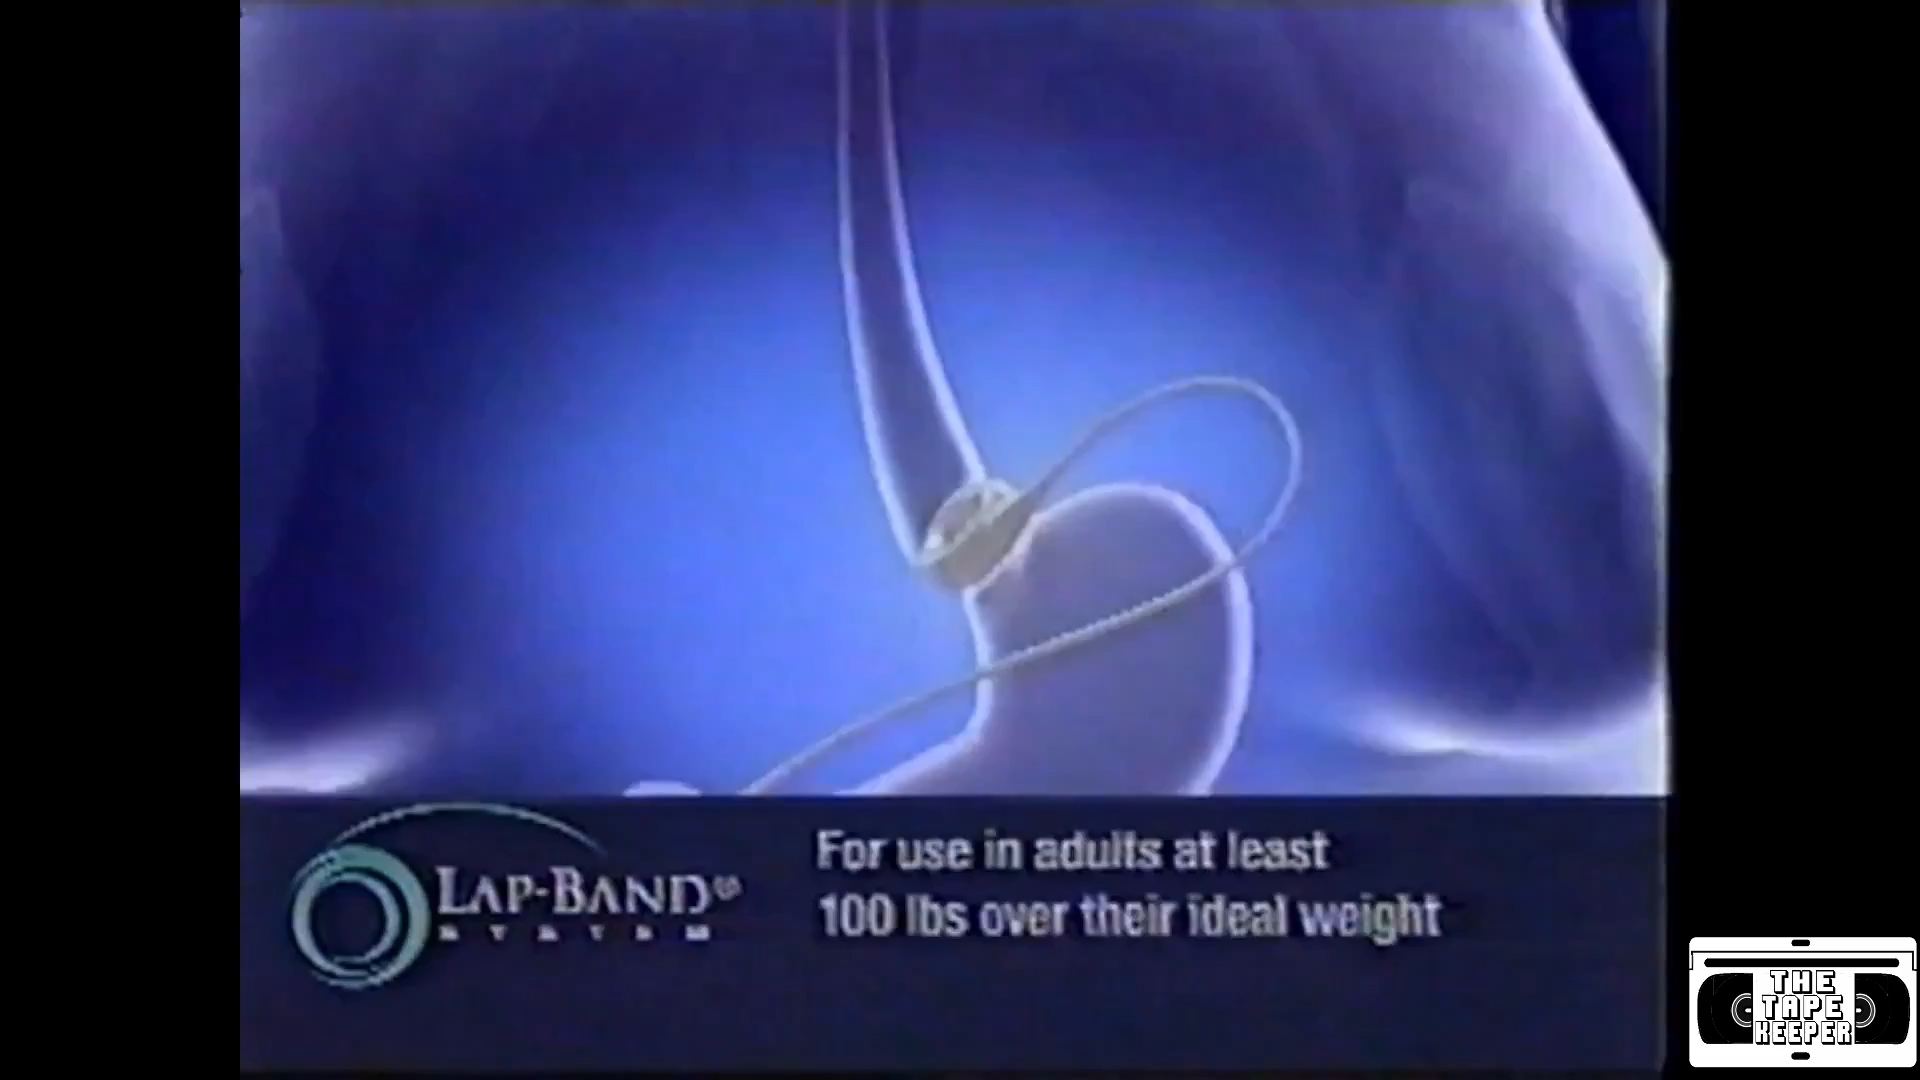 LAP-BAND®
SYSTEM
For use in adults at least
100 lbs over their ideal weight
THE
TAPE
KEEPER